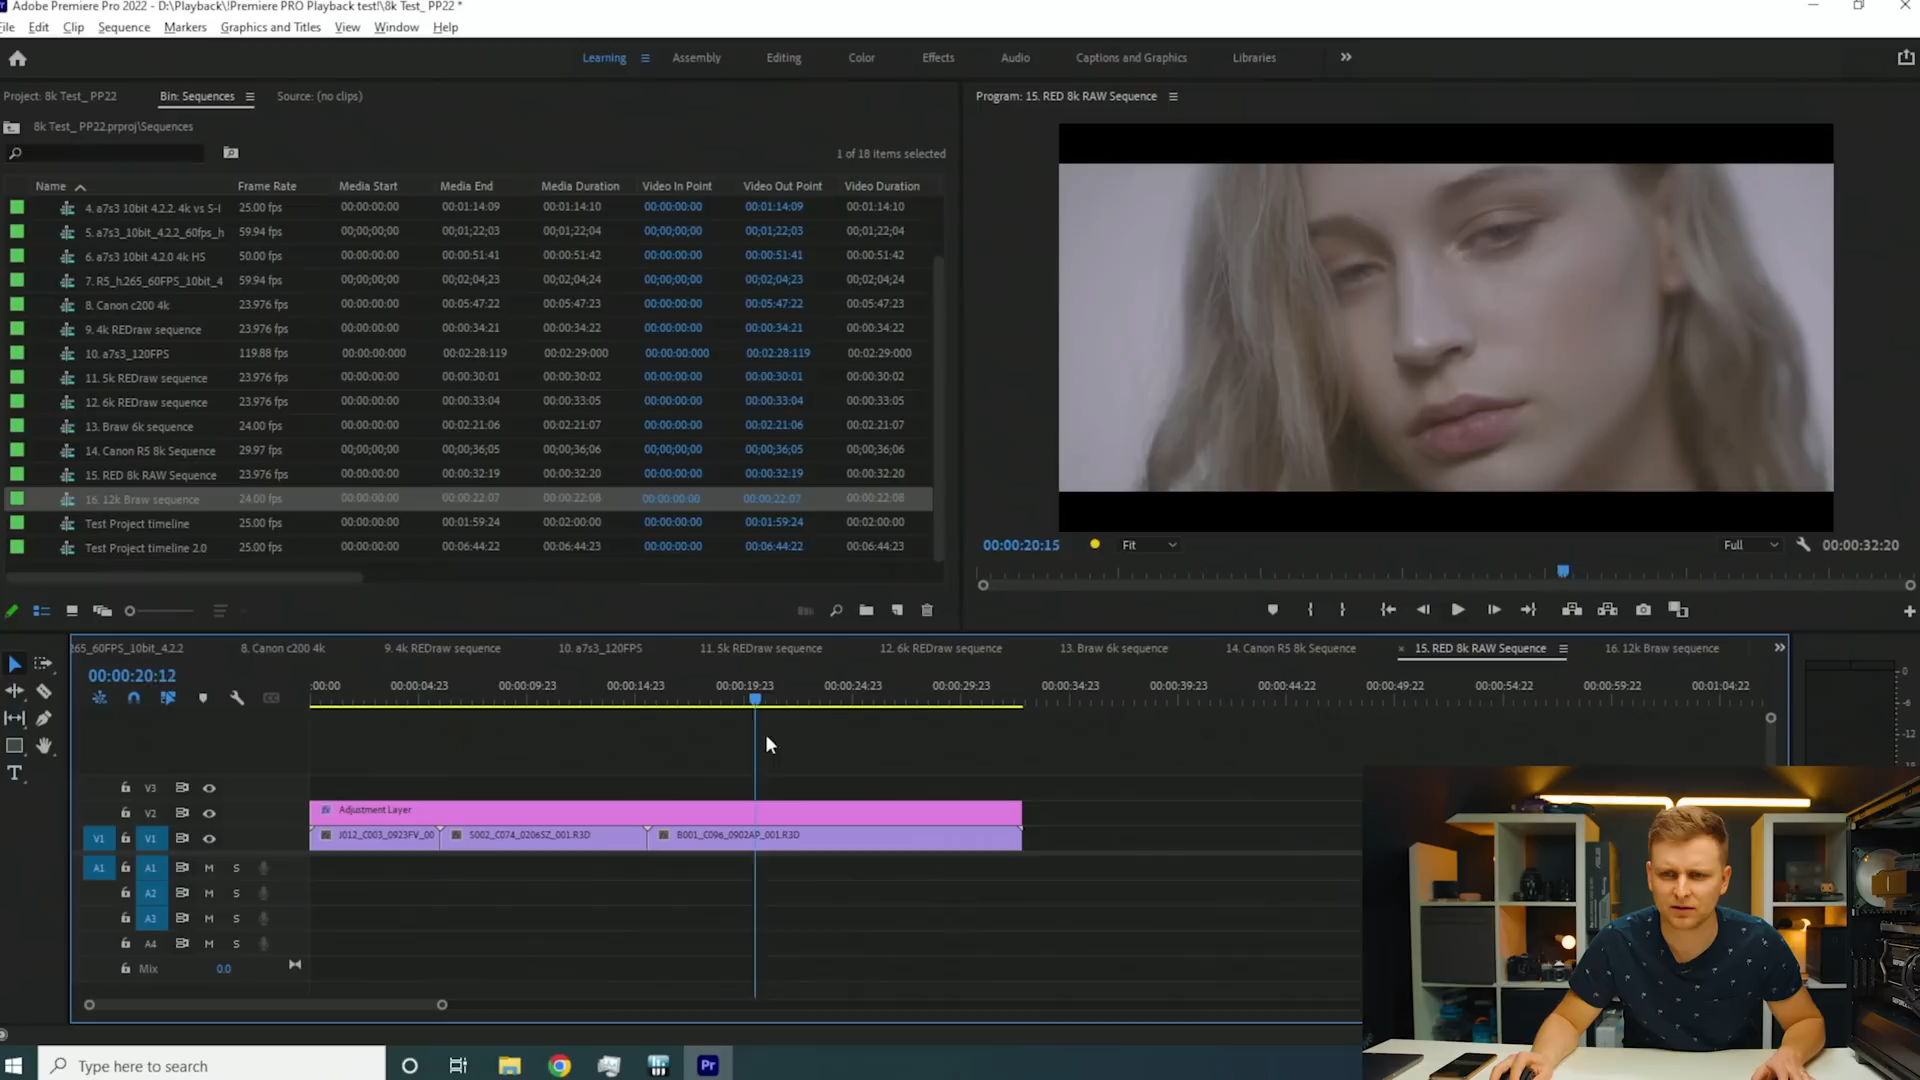 Adobe Premiere Pro 2022 - D:\Playback\!Premiere PRO Playback test!\8k Test_ PP22 *
File Edit Clip Sequence Markers Graphics and Titles View Window Help
Learning Assembly Editing Color Effects Audio Captions and Graphics Libraries
Project: 8k Test_ PP22 Bin: Sequences Source: (no clips)
Program: 15. RED 8k RAW Sequence
8k Test_ PP22.prproj\Sequences
1 of 18 items selected
Name Frame Rate Media Start Media End Media Duration Video In Point Video Out Point Video Duration
4. a7s3 10bit 4.2.2. 4k vs S-l 25.00 fps 00:00:00:00 00:01:14:09 00:01:14:10 00:00:00:00 00:01:14:09 00:01:14:10
5. a7s3_10bit_4.2.2_60fps_h 59.94 fps 00;00;00;00 00;01;22;03 00;01;22;04 00;00;00;00 00;01;22;03 00;01;22;04
6. a7s3 10bit 4.2.0 4k HS 50.00 fps 00:00:00:00 00:00:51:41 00:00:51:42 00:00:00:00 00:00:51:41 00:00:51:42
7. R5_h265_60FPS_10bit_4 59.94 fps 00;00;00;00 00;02;04;23 00;02;04;24 00;00;00;00 00;02;04;23 00;02;04;24
8. Canon c200 4k 23.976 fps 00:00:00:00 00:05:47:22 00:05:47:23 00:00:00:00 00:05:47:22 00:05:47:23
9. 4k REDraw sequence 23.976 fps 00:00:00:00 00:00:34:21 00:00:34:22 00:00:00:00 00:00:34:21 00:00:34:22
10. a7s3_120FPS 119.88 fps 00:00:00:000 00:02:28:119 00:02:29:000 00:00:00:000 00:02:28:119 00:02:29:000
11. 5k REDraw sequence 23.976 fps 00:00:00:00 00:00:30:01 00:00:30:02 00:00:00:00 00:00:30:01 00:00:30:02
12. 6k REDraw sequence 23.976 fps 00:00:00:00 00:00:33:04 00:00:33:05 00:00:00:00 00:00:33:04 00:00:33:05
13. Braw 6k sequence 24.00 fps 00:00:00:00 00:02:21:06 00:02:21:07 00:00:00:00 00:02:21:06 00:02:21:07
14. Canon R5 8k Sequence 29.97 fps 00;00;00;00 00;00;36;05 00;00;36;06 00;00;00;00 00;00;36;05 00;00;36;06
15. RED 8k RAW Sequence 23.976 fps 00:00:00:00 00:00:32:19 00:00:32:20 00:00:00:00 00:00:32:19 00:00:32:20
16. 12k Braw sequence 24.00 fps 00:00:00:00 00:00:22:07 00:00:22:08 00:00:00:00 00:00:22:07 00:00:22:08
Test Project timeline 25.00 fps 00:00:00:00 00:01:59:24 00:02:00:00 00:00:00:00 00:01:59:24 00:02:00:00
Test Project timeline 2.0 25.00 fps 00:00:00:00 00:06:44:22 00:06:44:23 00:00:00:00 00:06:44:22 00:06:44:23
00:00:20:15 Fit Full 00:00:32:20
265_60FPS_10bit_4.2.2 8. Canon c200 4k 9. 4k REDraw sequence 10. a7s3_120FPS 11. 5k REDraw sequence 12. 6k REDraw sequence 13. Braw 6k sequence 14. Canon R5 8k Sequence × 15. RED 8k RAW Sequence 16. 12k Braw sequence
00:00:20:12
:00:00 00:00:04:23 00:00:09:23 00:00:14:23 00:00:19:23 00:00:24:23 00:00:29:23 00:00:34:23 00:00:39:23 00:00:44:22 00:00:49:22 00:00:54:22 00:00:59:22 00:01:04:22
V3
V2 Adjustment Layer
V1 V1 J012_C003_0923FV_00 S002_C074_0206SZ_001.R3D B001_C096_0902AP_001.R3D
A1 A1 M S
A2 M S
A3 M S
A4 M S
Mix 0.0
0
-6
-12
Type here to search
Pr